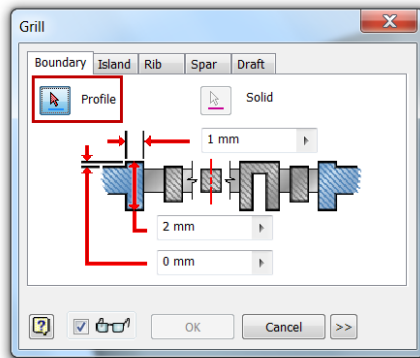 Grill
Boundary Island Rib Spar Draft
Profile Solid
1 mm
2 mm
0 mm
OK Cancel >>